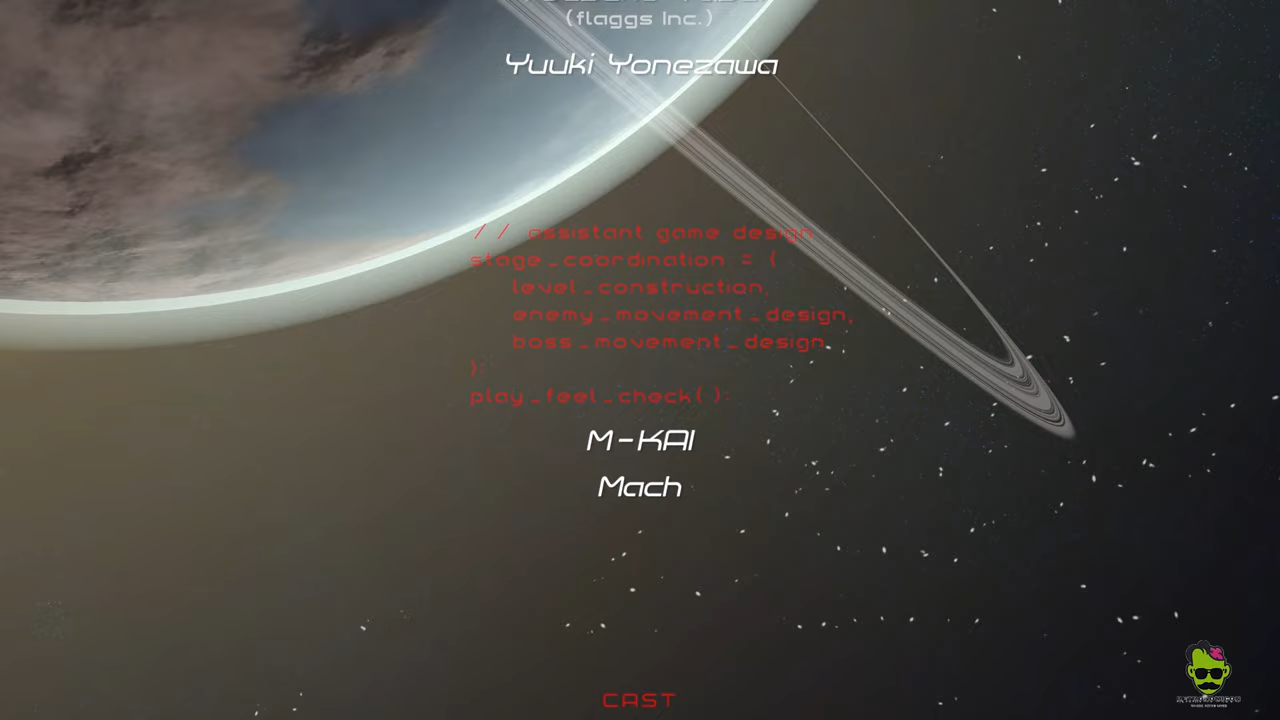 (flaggs Inc.)
Yuuki Yonezawa
// assistant game design
stage_coordination = {
level_construction,
enemy_movement_design,
boss_movement_design
};
play_feel_check();
M-KAI
Mach
CAST